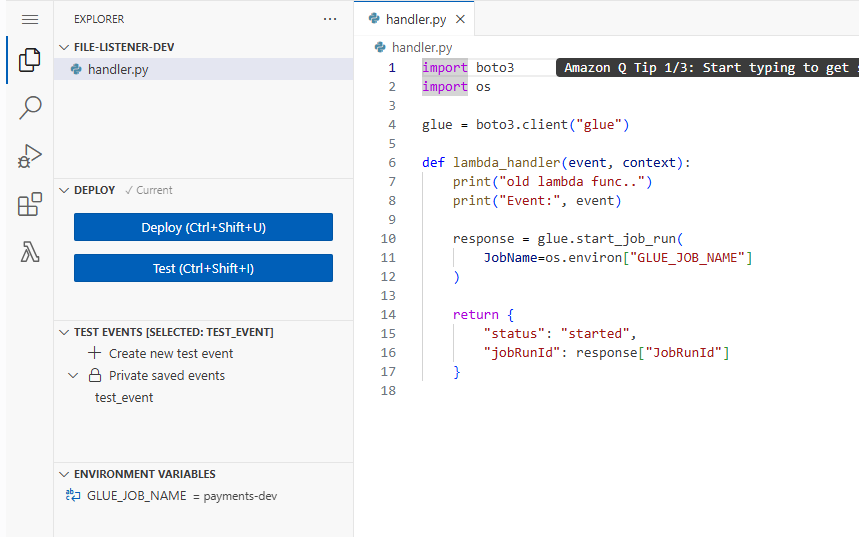 EXPLORER
FILE-LISTENER-DEV
handler.py
DEPLOY ✓ Current
Deploy (Ctrl+Shift+U)
Test (Ctrl+Shift+I)
TEST EVENTS [SELECTED: TEST_EVENT]
Create new test event
Private saved events
test_event
ENVIRONMENT VARIABLES
GLUE_JOB_NAME = payments-dev
handler.py
handler.py
1 import boto3 Amazon Q Tip 1/3: Start typing to get
2 import os
3
4 glue = boto3.client("glue")
5
6 def lambda_handler(event, context):
7 print("old lambda func..")
8 print("Event:", event)
9
10 response = glue.start_job_run(
11 JobName=os.environ["GLUE_JOB_NAME"]
12 )
13
14 return {
15 "status": "started",
16 "jobRunId": response["JobRunId"]
17 }
18